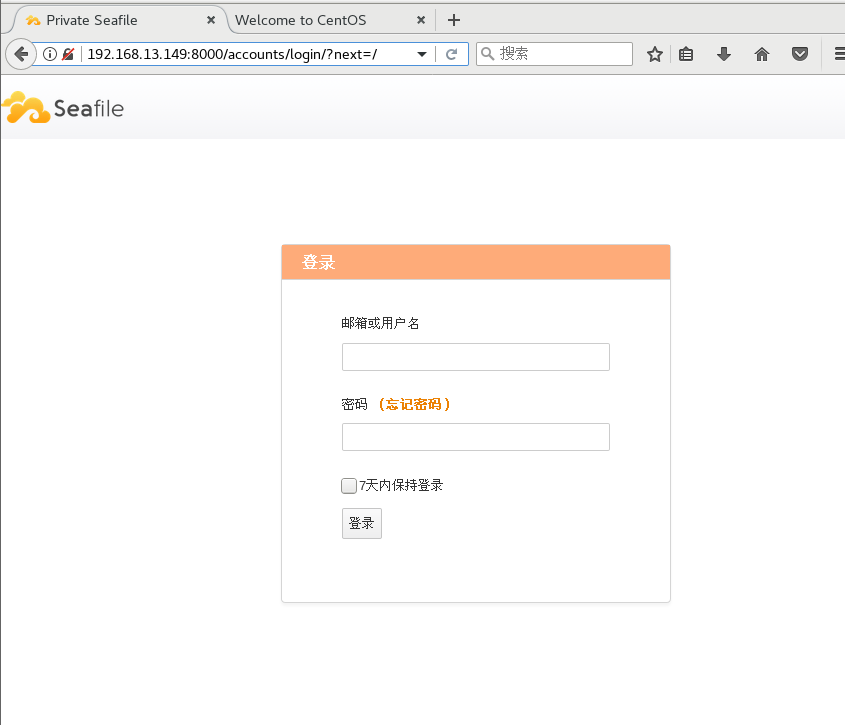 Private Seafile
Welcome to CentOS
192.168.13.149:8000/accounts/login/?next=/
搜索
Seafile
登录
邮箱或用户名
密码 （忘记密码）
7天内保持登录
登录